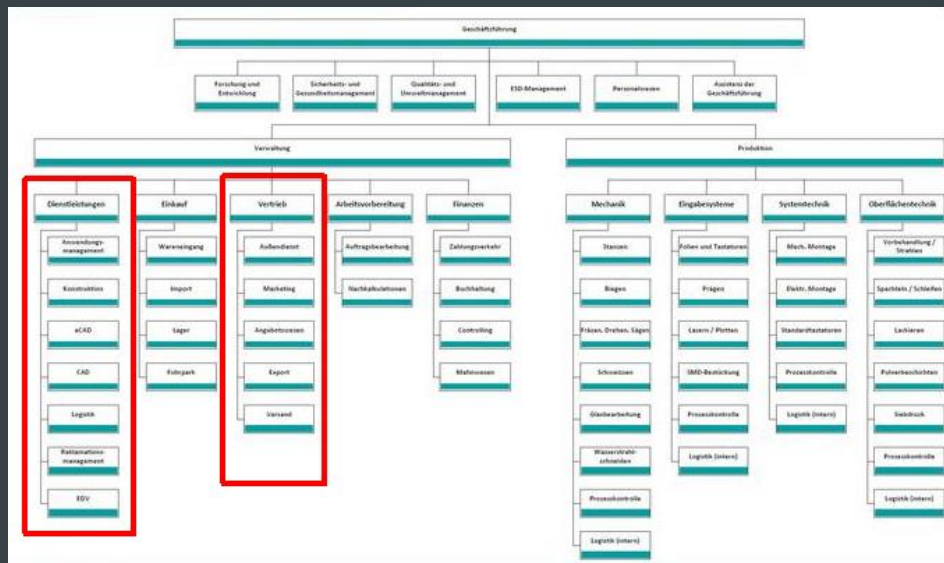 Geschäftsführung
Forschung und
Entwicklung
Sicherheits- und
Gesundheitsmanagement
Qualitäts- und
Umweltmanagement
ESD-Management
Personalwesen
Assistenz der
Geschäftsführung
Verwaltung
Produktion
Dienstleistungen
Anwendungs-
management
Konstruktion
eCAD
CAD
Logistik
Reklamations-
management
EDV
Einkauf
Wareneingang
Import
Lager
Fuhrpark
Vertrieb
Außendienst
Marketing
Angebotswesen
Export
Versand
Arbeitsvorbereitung
Auftragsbearbeitung
Nachkalkulationen
Finanzen
Zahlungsverkehr
Buchhaltung
Controlling
Mahnwesen
Mechanik
Stanzen
Biegen
Fräsen, Drehen, Sägen
Schweissen
Glasbearbeitung
Wasserstrahl-
schneiden
Prozesskontrolle
Logistik (intern)
Eingabesysteme
Folien und Tastaturen
Prägen
Lasern / Plotten
SMD-Bestückung
Prozesskontrolle
Logistik (intern)
Systemtechnik
Mech. Montage
Elektr. Montage
Standardtastaturen
Prozesskontrolle
Logistik (intern)
Oberflächentechnik
Vorbehandlung /
Strahlen
Spachteln / Schleifen
Lackieren
Pulverbeschichten
Siebdruck
Prozesskontrolle
Logistik (intern)